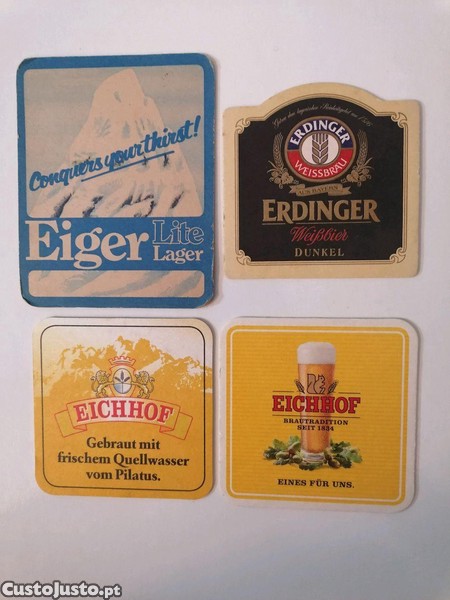 Conquers your thirst!
Eiger Lite
Lager
ERDINGER
WEISSBRÄU
ERDINGER
Weißbier
DUNKEL
EICHHOF
Gebraut mit
frischem Quellwasser
vom Pilatus.
EICHHOF
BRAUTRADITION
SEIT 1834
EINES FÜR UNS.
CustoJusto.pt